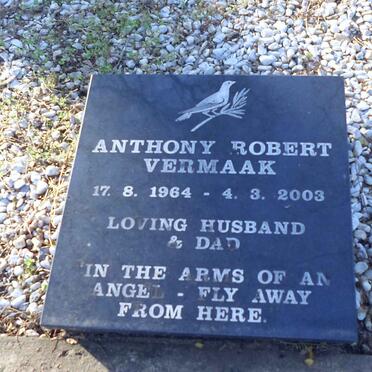 ANTHONY ROBERT
VERMAAK
17. 8. 1964 - 4. 3. 2003
LOVING HUSBAND
& DAD
"IN THE ARMS OF AN
ANGEL - FLY AWAY
FROM HERE.